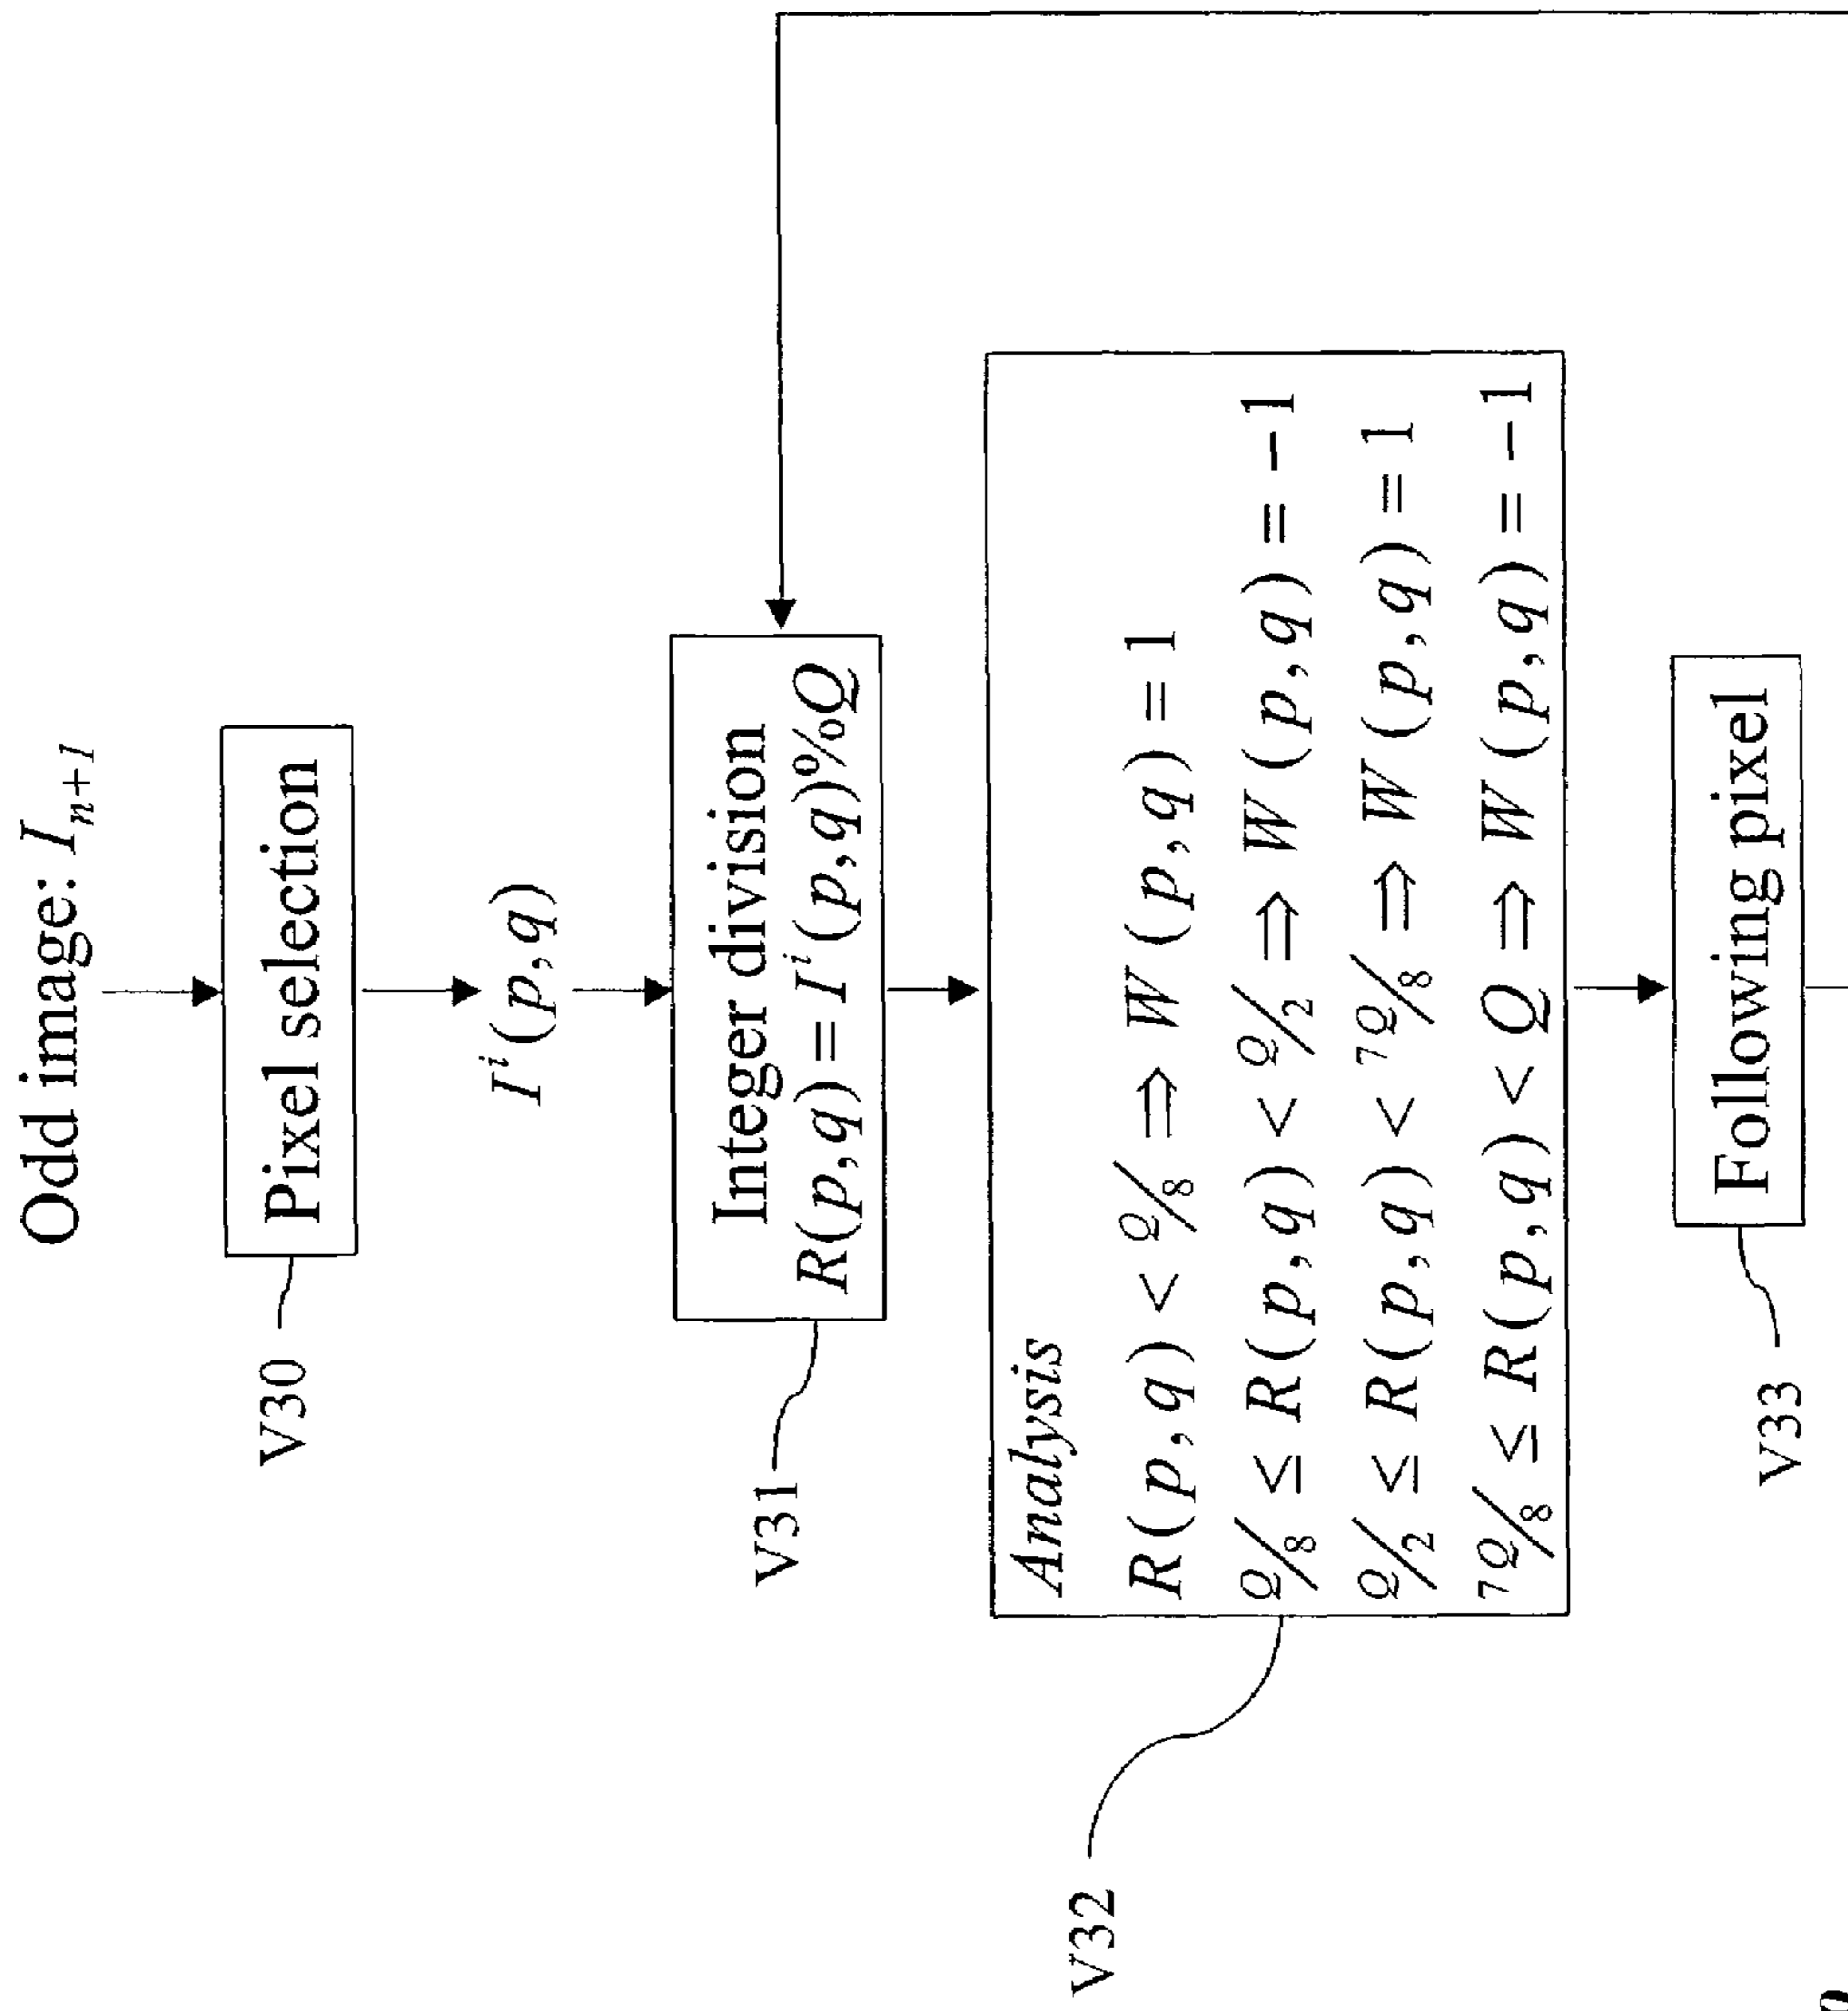 Odd image: I_{n+1}
V30
Pixel selection
I^i(p,q)
V31
Integer division
R(p,q) = I^i(p,q)%Q
V32
Analysis
R(p,q) < Q/8 ⇒ W(p,q) = 1
Q/8 ≤ R(p,q) < Q/2 ⇒ W(p,q) = −1
Q/2 ≤ R(p,q) < 7Q/8 ⇒ W(p,q) = 1
7Q/8 ≤ R(p,q) < Q ⇒ W(p,q) = −1
V33
Following pixel